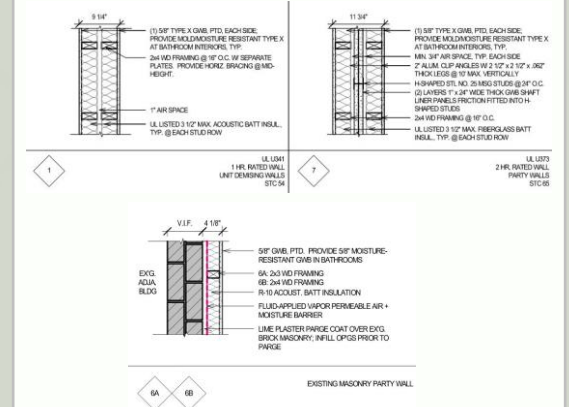 9 1/4"
(1) 5/8" TYPE X GWB, PTD, EACH SIDE;
PROVIDE MOLD/MOISTURE RESISTANT TYPE X
AT BATHROOM INTERIORS, TYP.
2x4 WD FRAMING @ 16" O.C. W/ SEPARATE
PLATES. PROVIDE HORIZ. BRACING @ MID-
HEIGHT.
1" AIR SPACE
UL LISTED 3 1/2" MAX. ACOUSTIC BATT INSUL.,
TYP. @ EACH STUD ROW
1
UL U341
1 HR. RATED WALL
UNIT DEMISING WALLS
STC 54
11 3/4"
(1) 5/8" TYPE X GWB, PTD, EACH SIDE;
PROVIDE MOLD/MOISTURE RESISTANT TYPE X
AT BATHROOM INTERIORS, TYP.
MIN. 3/4" AIR SPACE, TYP. EACH SIDE
2" ALUM. CLIP ANGLES W/ 2" x 2 1/2" x .062"
THICK LEGS @ 10' MAX. VERTICALLY
H-SHAPED STL NO. 25 MSG STUDS @ 24" O.C.
(2) LAYERS 1" x 24" WIDE THICK GWB SHAFT
LINER PANELS FRICTION FITTED INTO H-
SHAPED STUDS
2x4 WD FRAMING @ 16" O.C.
UL LISTED 3 1/2" MAX. FIBERGLASS BATT
INSUL., TYP. @ EACH STUD ROW
7
UL U373
2 HR. RATED WALL
PARTY WALLS
STC 65
V.I.F.
4 1/8"
EX'G.
ADJA.
BLDG
5/8" GWB, PTD. PROVIDE 5/8" MOISTURE-
RESISTANT GWB IN BATHROOMS
6A: 2x3 WD FRAMING
6B: 2x4 WD FRAMING
R-10 ACOUST. BATT INSULATION
FLUID-APPLIED VAPOR PERMEABLE AIR +
MOISTURE BARRIER
LIME PLASTER PARGE COAT OVER EX'G.
BRICK MASONRY; INFILL OP'GS PRIOR TO
PARGE
6A
6B
EXISTING MASONRY PARTY WALL